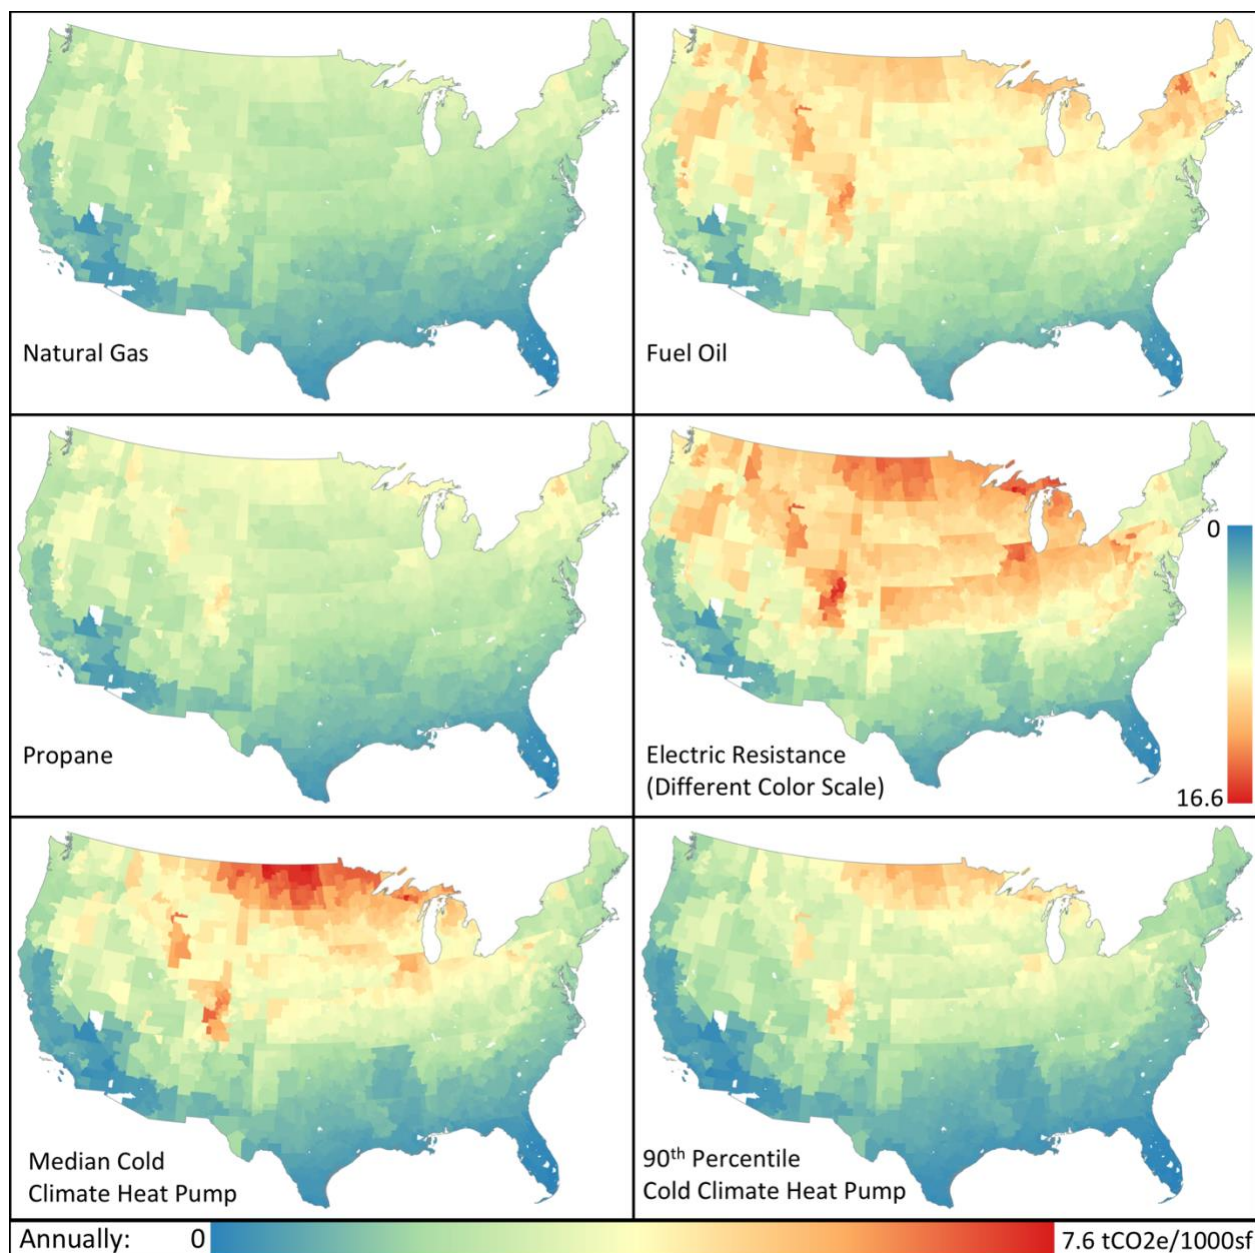 Natural Gas
Fuel Oil
Propane
Electric Resistance
(Different Color Scale)
0
16.6
Median Cold
Climate Heat Pump
90th Percentile
Cold Climate Heat Pump
Annually: 0 7.6 tCO2e/1000sf